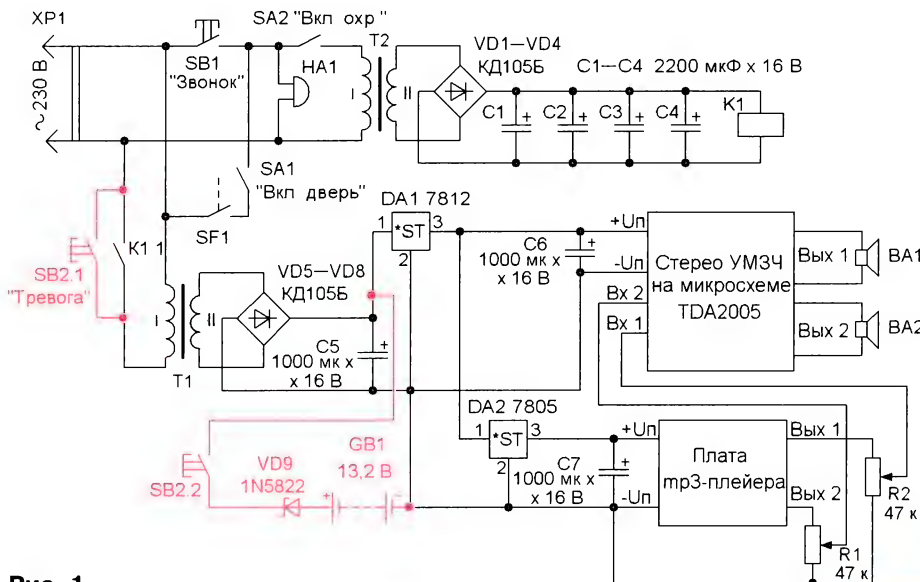 XP1
~230 В
SB1
"Звонок"
SA2 "Вкл охр "
HA1
T2
I
II
VD1—VD4
КД105Б
C1—C4 2200 мкФ × 16 В
C1
+
C2
+
C3
+
C4
+
K1
SA1
"Вкл дверь"
SF1
K1 1
SB2.1
"Тревога"
I
II
T1
VD5—VD8
КД105Б
C5
1000 мк х
х 16 В
+
DA1 7812
1
*ST
3
2
C6
1000 мк х
х 16 В
+
+Uп
-Uп
Вх 2
Вх 1
Стерео УМЗЧ
на микросхеме
TDA2005
Вых 1
Вых 2
BA1
BA2
DA2 7805
1
*ST
3
2
C7
1000 мк х
х 16 В
+
+Uп
-Uп
Плата
mp3-плейера
Вых 1
Вых 2
R2
47 к
R1
47 к
SB2.2
VD9
1N5822
GB1
13,2 В
+
-
Рис. 1